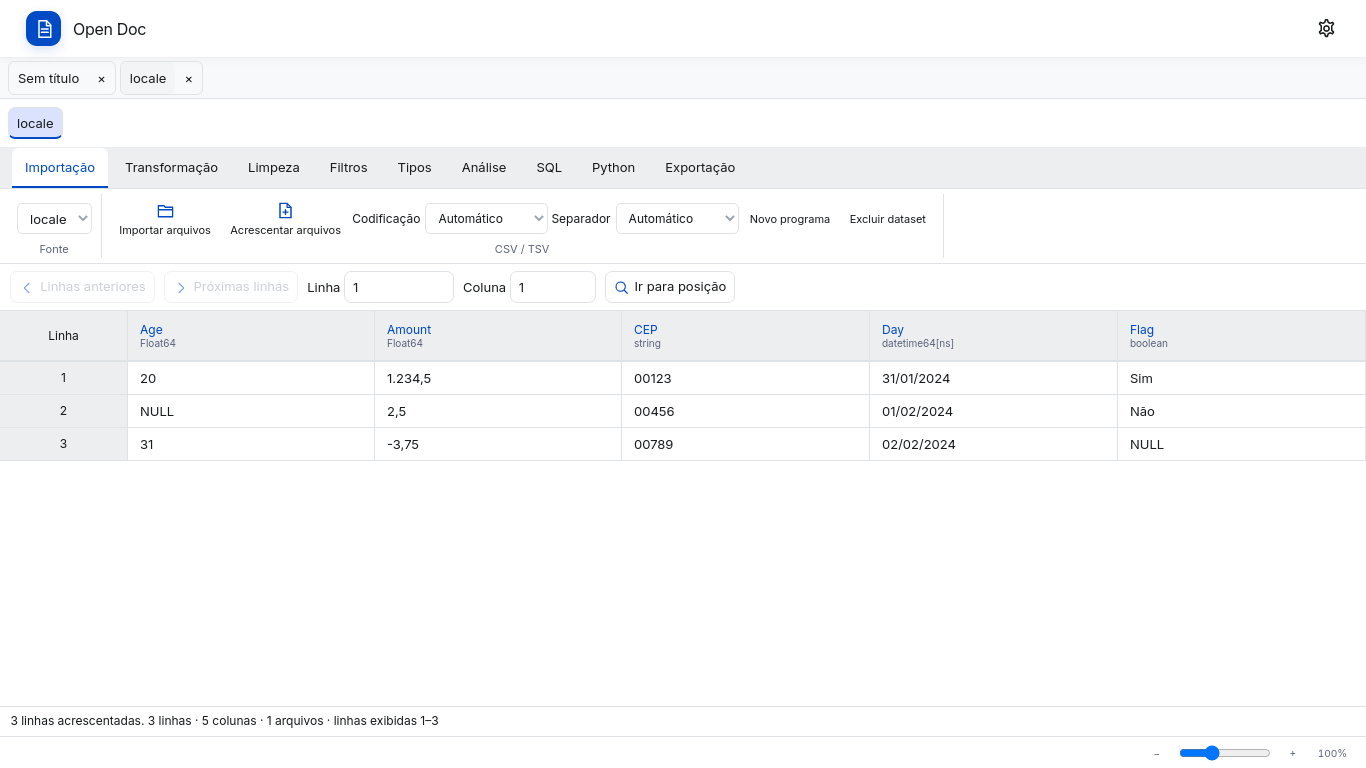 Open Doc
Sem título × locale ×
locale
Importação Transformação Limpeza Filtros Tipos Análise SQL Python Exportação
locale Importar arquivos Acrescentar arquivos Codificação Automático Separador Automático Novo programa Excluir dataset
Fonte CSV / TSV
Linhas anteriores Próximas linhas Linha 1 Coluna 1 Ir para posição
Linha Age Amount CEP Day Flag
Float64 Float64 string datetime64[ns] boolean
1 20 1.234,5 00123 31/01/2024 Sim
2 NULL 2,5 00456 01/02/2024 Não
3 31 -3,75 00789 02/02/2024 NULL
3 linhas acrescentadas. 3 linhas · 5 colunas · 1 arquivos · linhas exibidas 1–3
− + 100%